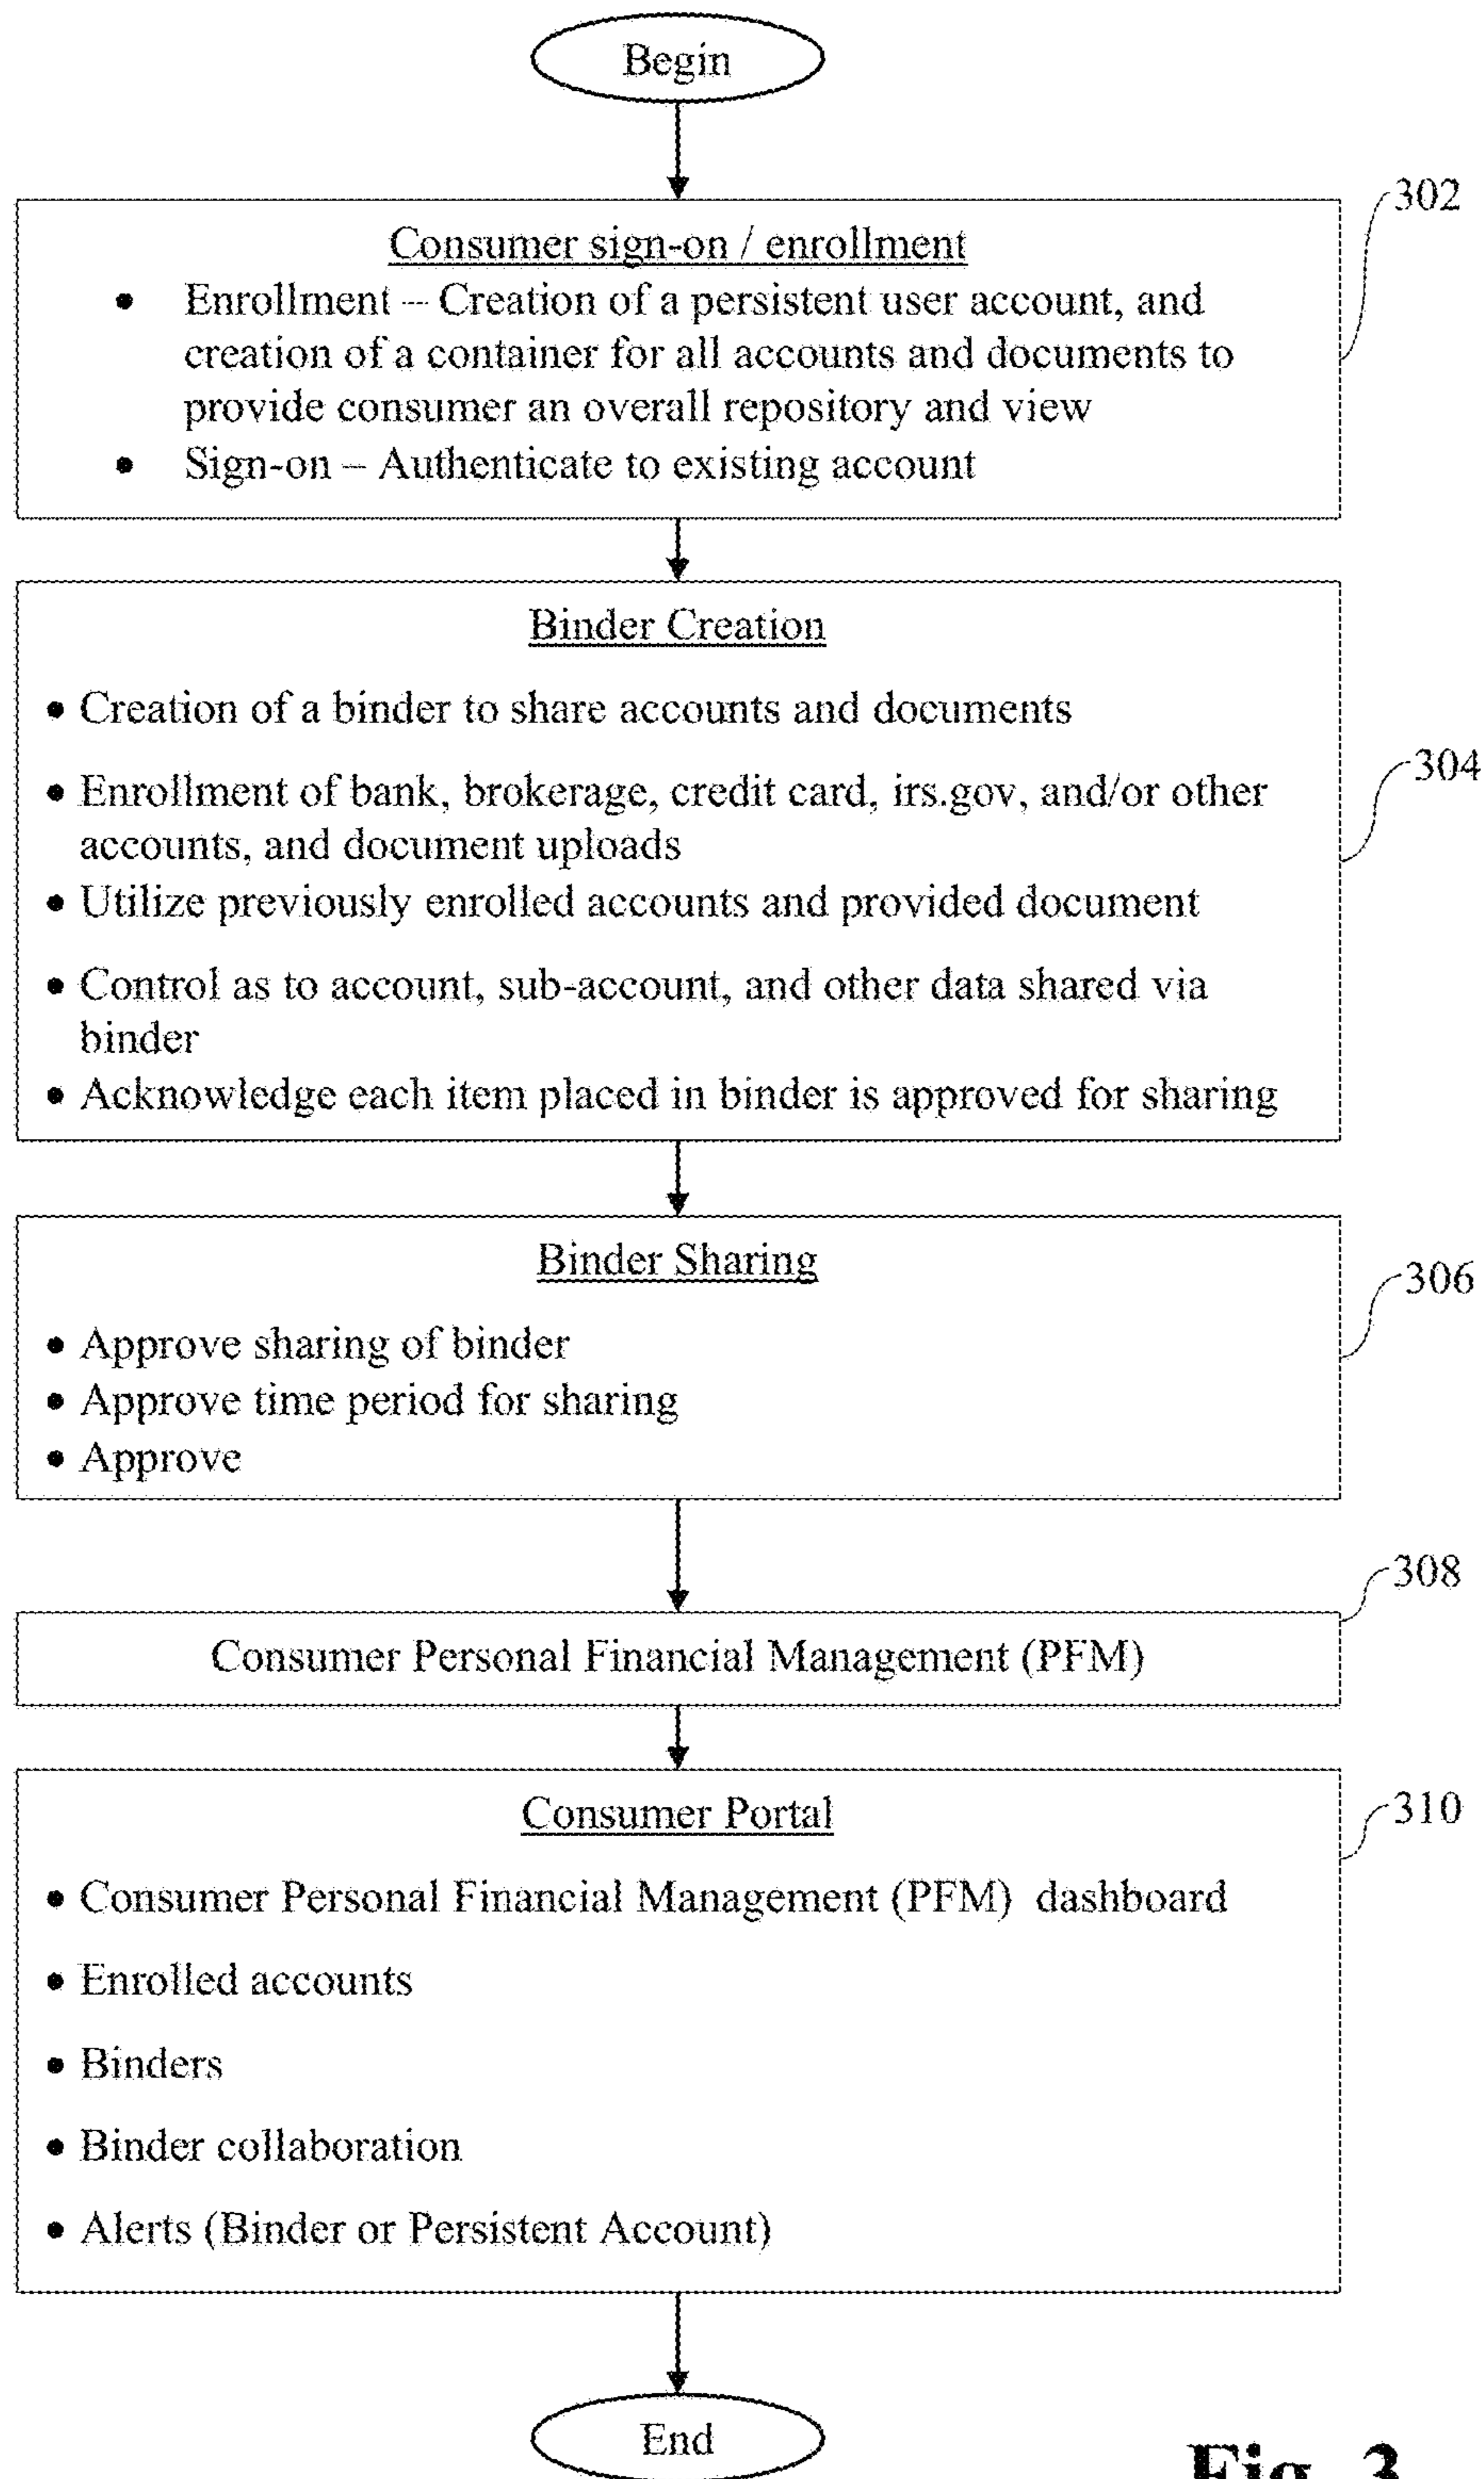 Begin
302
Consumer sign-on / enrollment
• Enrollment – Creation of a persistent user account, and
creation of a container for all accounts and documents to
provide consumer an overall repository and view
• Sign-on – Authenticate to existing account
Binder Creation
• Creation of a binder to share accounts and documents
304
• Enrollment of bank, brokerage, credit card, irs.gov, and/or other
accounts, and document uploads
• Utilize previously enrolled accounts and provided document
• Control as to account, sub-account, and other data shared via
binder
• Acknowledge each item placed in binder is approved for sharing
Binder Sharing
306
• Approve sharing of binder
• Approve time period for sharing
• Approve
308
Consumer Personal Financial Management (PFM)
Consumer Portal
310
• Consumer Personal Financial Management (PFM) dashboard
• Enrolled accounts
• Binders
• Binder collaboration
• Alerts (Binder or Persistent Account)
End
Fig. 3